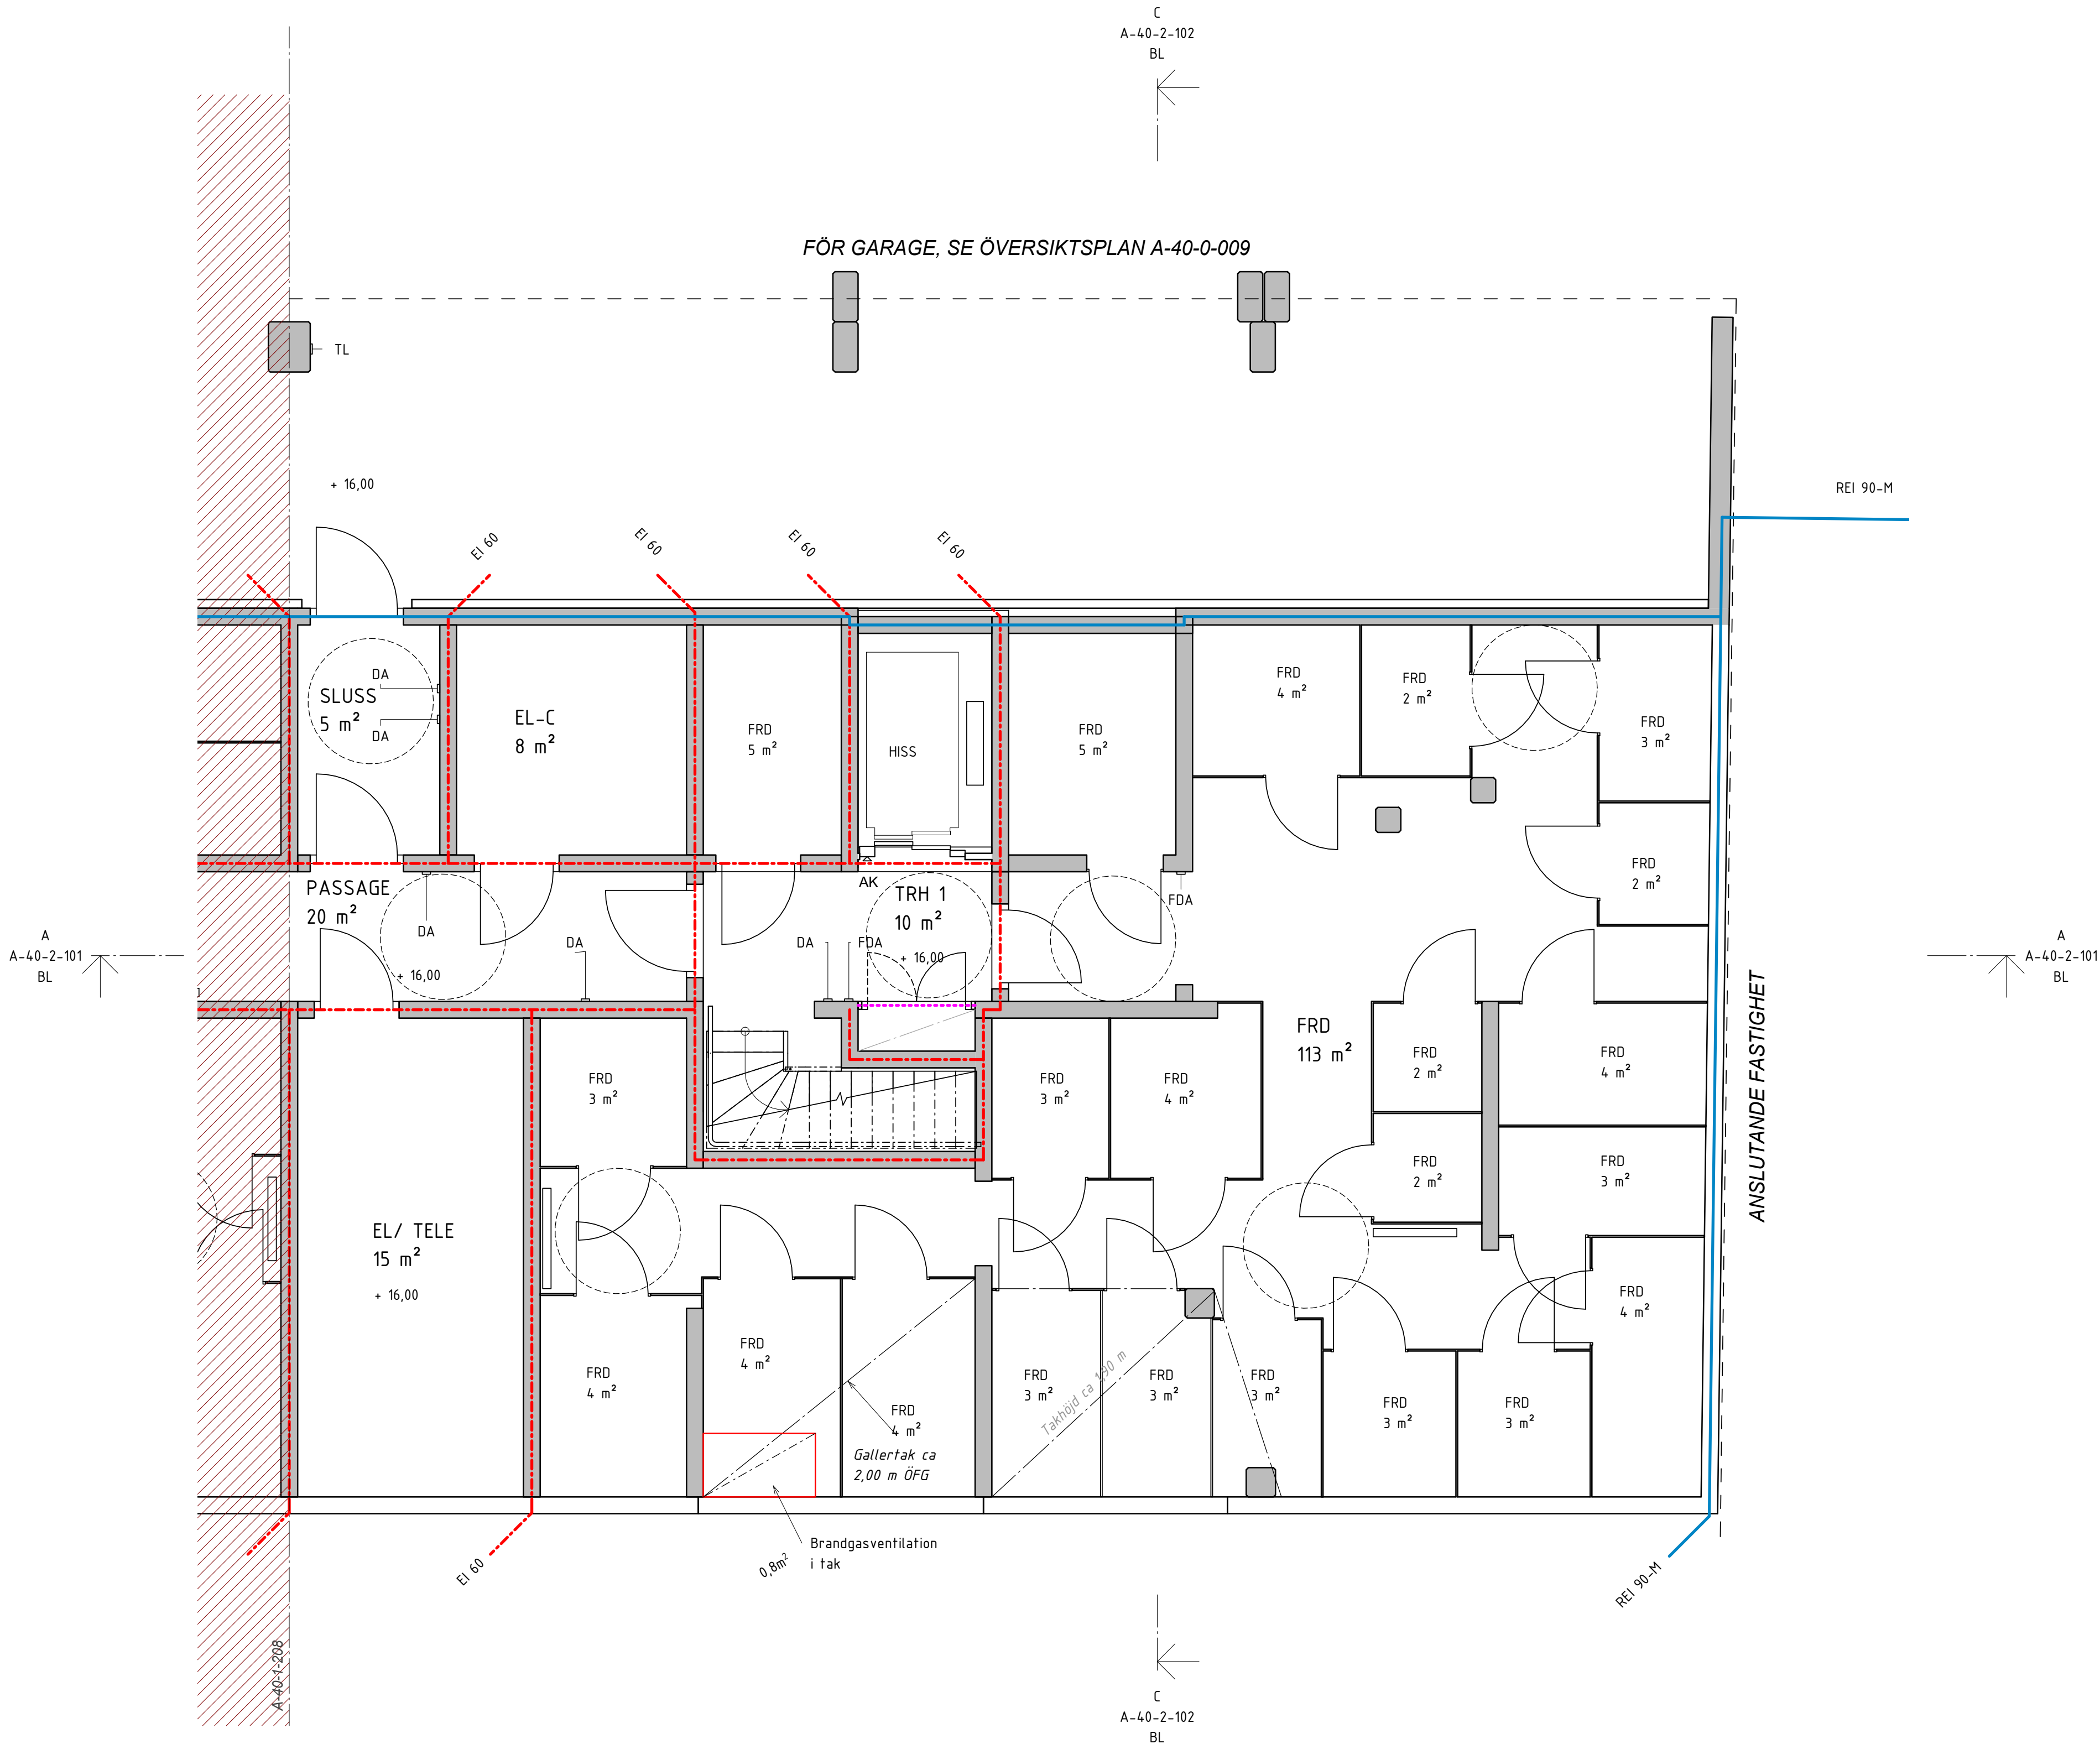 C
A-40-2-102
BL
FÖR GARAGE, SE ÖVERSIKTSPLAN A-40-0-009
TL
+ 16,00
REI 90-M
EI 60
EI 60
EI 60
EI 60
DA
SLUSS
5 m²
DA
EL-C
8 m²
FRD
5 m²
HISS
FRD
5 m²
FRD
4 m²
FRD
2 m²
FRD
3 m²
FRD
2 m²
PASSAGE
20 m²
DA
+ 16,00
DA
AK
TRH 1
10 m²
DA
FDA
+ 16,00
FDA
A
A-40-2-101
BL
A
A-40-2-101
BL
ANSLUTANDE FASTIGHET
FRD
113 m²
FRD
3 m²
FRD
3 m²
FRD
4 m²
FRD
2 m²
FRD
4 m²
FRD
2 m²
FRD
3 m²
EL/ TELE
15 m²
+ 16,00
FRD
4 m²
FRD
4 m²
FRD
4 m²
FRD
4 m²
Gallertak ca
2,00 m ÖFG
FRD
3 m²
Takhöjd ca 1,90 m
FRD
3 m²
FRD
3 m²
FRD
3 m²
FRD
3 m²
EI 60
0,8m²
Brandgasventilation
i tak
REI 90-M
A-40-1-208
C
A-40-2-102
BL